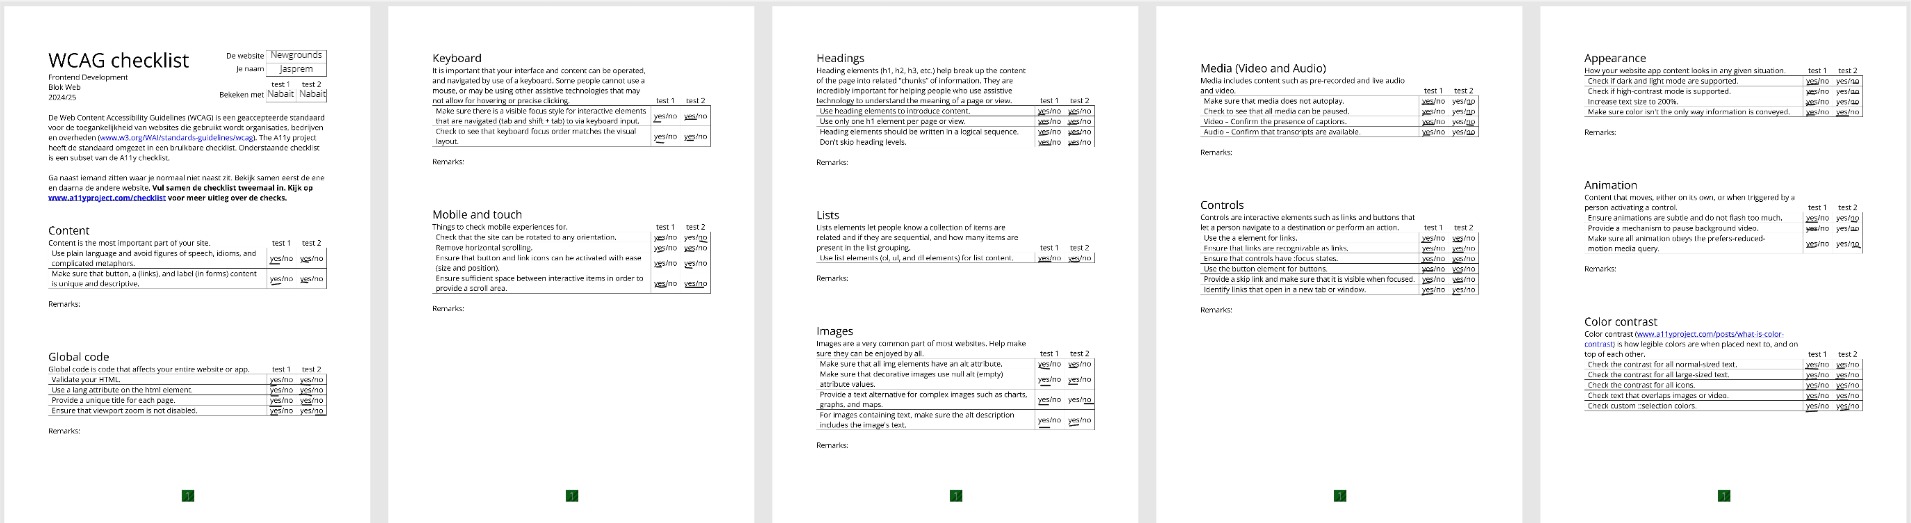 WCAG checklist
Frontend Development
Blok Web
2024/25
De website Newgrounds
Je naam Jasprem
test 1 test 2
Bekeken met Nabait Nabait
De Web Content Accessibility Guidelines (WCAG) is een geaccepteerde standaard
voor de toegankelijkheid van websites die gebruikt wordt organisaties, bedrijven
en overheden (www.w3.org/WAI/standards-guidelines/wcag). The A11y project
heeft de standaard omgezet in een bruikbare checklist. Onderstaande checklist
is een subset van de A11y checklist.
Ga naast iemand zitten waar je normaal niet naast zit. Bekijk samen eerst de ene
en daarna de andere website. Vul samen de checklist tweemaal in. Kijk op
www.a11yproject.com/checklist voor meer uitleg over de checks.
Content
Content is the most important part of your site. test 1 test 2
Use plain language and avoid figures of speech, idioms, and
complicated metaphors. yes/no yes/no
Make sure that button, a (links), and label (in forms) content
is unique and descriptive. yes/no yes/no
Remarks:
Global code
Global code is code that affects your entire website or app. test 1 test 2
Validate your HTML. yes/no yes/no
Use a lang attribute on the html element. yes/no yes/no
Provide a unique title for each page. yes/no yes/no
Ensure that viewport zoom is not disabled. yes/no yes/no
Remarks:
Keyboard
It is important that your interface and content can be operated,
and navigated by use of a keyboard. Some people cannot use a
mouse, or may be using other assistive technologies that may
not allow for hovering or precise clicking. test 1 test 2
Make sure there is a visible focus style for interactive elements
that are navigated (tab and shift + tab) to via keyboard input. yes/no yes/no
Check to see that keyboard focus order matches the visual
layout. yes/no yes/no
Remarks:
Mobile and touch
Things to check mobile experiences for. test 1 test 2
Check that the site can be rotated to any orientation. yes/no yes/no
Remove horizontal scrolling. yes/no yes/no
Ensure that button and link icons can be activated with ease
(size and position). yes/no yes/no
Ensure sufficient space between interactive items in order to
provide a scroll area. yes/no yes/no
Remarks:
Headings
Heading elements (h1, h2, h3, etc.) help break up the content
of the page into related "chunks" of information. They are
incredibly important for helping people who use assistive
technology to understand the meaning of a page or view. test 1 test 2
Use heading elements to introduce content. yes/no yes/no
Use only one h1 element per page or view. yes/no yes/no
Heading elements should be written in a logical sequence. yes/no yes/no
Don't skip heading levels. yes/no yes/no
Remarks:
Lists
Lists elements let people know a collection of items are
related and if they are sequential, and how many items are
present in the list grouping. test 1 test 2
Use list elements (ol, ul, and dl elements) for list content. yes/no yes/no
Remarks:
Images
Images are a very common part of most websites. Help make
sure they can be enjoyed by all. test 1 test 2
Make sure that all img elements have an alt attribute. yes/no yes/no
Make sure that decorative images use null alt (empty)
attribute values. yes/no yes/no
Provide a text alternative for complex images such as charts,
graphs, and maps. yes/no yes/no
For images containing text, make sure the alt description
includes the image's text. yes/no yes/no
Remarks:
Media (Video and Audio)
Media includes content such as pre-recorded and live audio
and video. test 1 test 2
Make sure that media does not autoplay. yes/no yes/no
Check to see that all media can be paused. yes/no yes/no
Video – Confirm the presence of captions. yes/no yes/no
Audio – Confirm that transcripts are available. yes/no yes/no
Remarks:
Controls
Controls are interactive elements such as links and buttons that
let a person navigate to a destination or perform an action. test 1 test 2
Use the a element for links. yes/no yes/no
Ensure that links are recognizable as links. yes/no yes/no
Ensure that controls have :focus states. yes/no yes/no
Use the button element for buttons. yes/no yes/no
Provide a skip link and make sure that it is visible when focused. yes/no yes/no
Identify links that open in a new tab or window. yes/no yes/no
Remarks:
Appearance
How your website app content looks in any given situation. test 1 test 2
Check if dark and light mode are supported. yes/no yes/no
Check if high-contrast mode is supported. yes/no yes/no
Increase text size to 200%. yes/no yes/no
Make sure color isn't the only way information is conveyed. yes/no yes/no
Remarks:
Animation
Content that moves, either on its own, or when triggered by a
person activating a control. test 1 test 2
Ensure animations are subtle and do not flash too much. yes/no yes/no
Provide a mechanism to pause background video. yes/no yes/no
Make sure all animation obeys the prefers-reduced-
motion media query. yes/no yes/no
Remarks:
Color contrast
Color contrast (www.a11yproject.com/posts/what-is-color-
contrast) is how legible colors are when placed next to, and on
top of each other. test 1 test 2
Check the contrast for all normal-sized text. yes/no yes/no
Check the contrast for all large-sized text. yes/no yes/no
Check the contrast for all icons. yes/no yes/no
Check text that overlaps images or video. yes/no yes/no
Check custom ::selection colors. yes/no yes/no